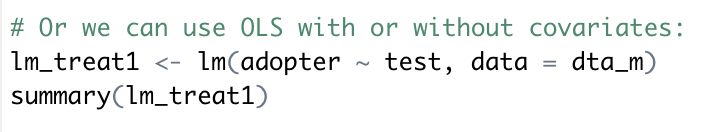 # Or we can use OLS with or without covariates:
lm_treat1 <- lm(adopter ~ test, data = dta_m)
summary(lm_treat1)